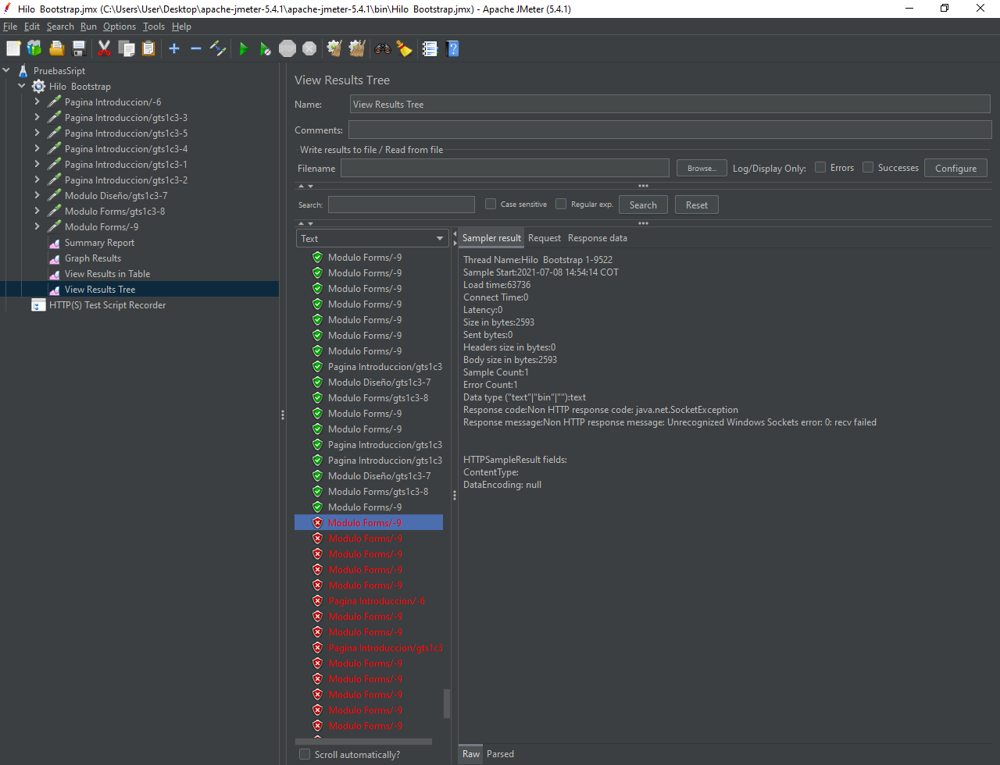 Hilo Bootstrap.jmx (C:\Users\User\Desktop\apache-jmeter-5.4.1\apache-jmeter-5.4.1\bin\Hilo Bootstrap.jmx) - Apache JMeter (5.4.1)
File Edit Search Run Options Tools Help
STOP
PruebasSript
Hilo Bootstrap
Pagina Introduccion/-6
Pagina Introduccion/gts1c3-3
Pagina Introduccion/gts1c3-5
Pagina Introduccion/gts1c3-4
Pagina Introduccion/gts1c3-1
Pagina Introduccion/gts1c3-2
Modulo Diseño/gts1c3-7
Modulo Forms/gts1c3-8
Modulo Forms/-9
Summary Report
Graph Results
View Results in Table
View Results Tree
HTTP(S) Test Script Recorder
View Results Tree
Name: View Results Tree
Comments:
Write results to file / Read from file
Filename Browse... Log/Display Only: Errors Successes Configure
Search: Case sensitive Regular exp. Search Reset
Text
Modulo Forms/-9
Modulo Forms/-9
Modulo Forms/-9
Modulo Forms/-9
Modulo Forms/-9
Modulo Forms/-9
Modulo Forms/-9
Pagina Introduccion/gts1c3
Modulo Diseño/gts1c3-7
Modulo Forms/gts1c3-8
Modulo Forms/-9
Modulo Forms/-9
Pagina Introduccion/gts1c3
Pagina Introduccion/gts1c3
Modulo Diseño/gts1c3-7
Modulo Forms/gts1c3-8
Modulo Forms/-9
Modulo Forms/-9
Modulo Forms/-9
Modulo Forms/-9
Modulo Forms/-9
Modulo Forms/-9
Pagina Introduccion/-6
Modulo Forms/-9
Modulo Forms/-9
Pagina Introduccion/gts1c3
Modulo Forms/-9
Modulo Forms/-9
Modulo Forms/-9
Modulo Forms/-9
Modulo Forms/-9
Scroll automatically?
Sampler result Request Response data
Thread Name:Hilo Bootstrap 1-9522
Sample Start:2021-07-08 14:54:14 COT
Load time:63736
Connect Time:0
Latency:0
Size in bytes:2593
Sent bytes:0
Headers size in bytes:0
Body size in bytes:2593
Sample Count:1
Error Count:1
Data type ("text"|"bin"|""):text
Response code:Non HTTP response code: java.net.SocketException
Response message:Non HTTP response message: Unrecognized Windows Sockets error: 0: recv failed
HTTPSampleResult fields:
ContentType:
DataEncoding: null
Raw Parsed